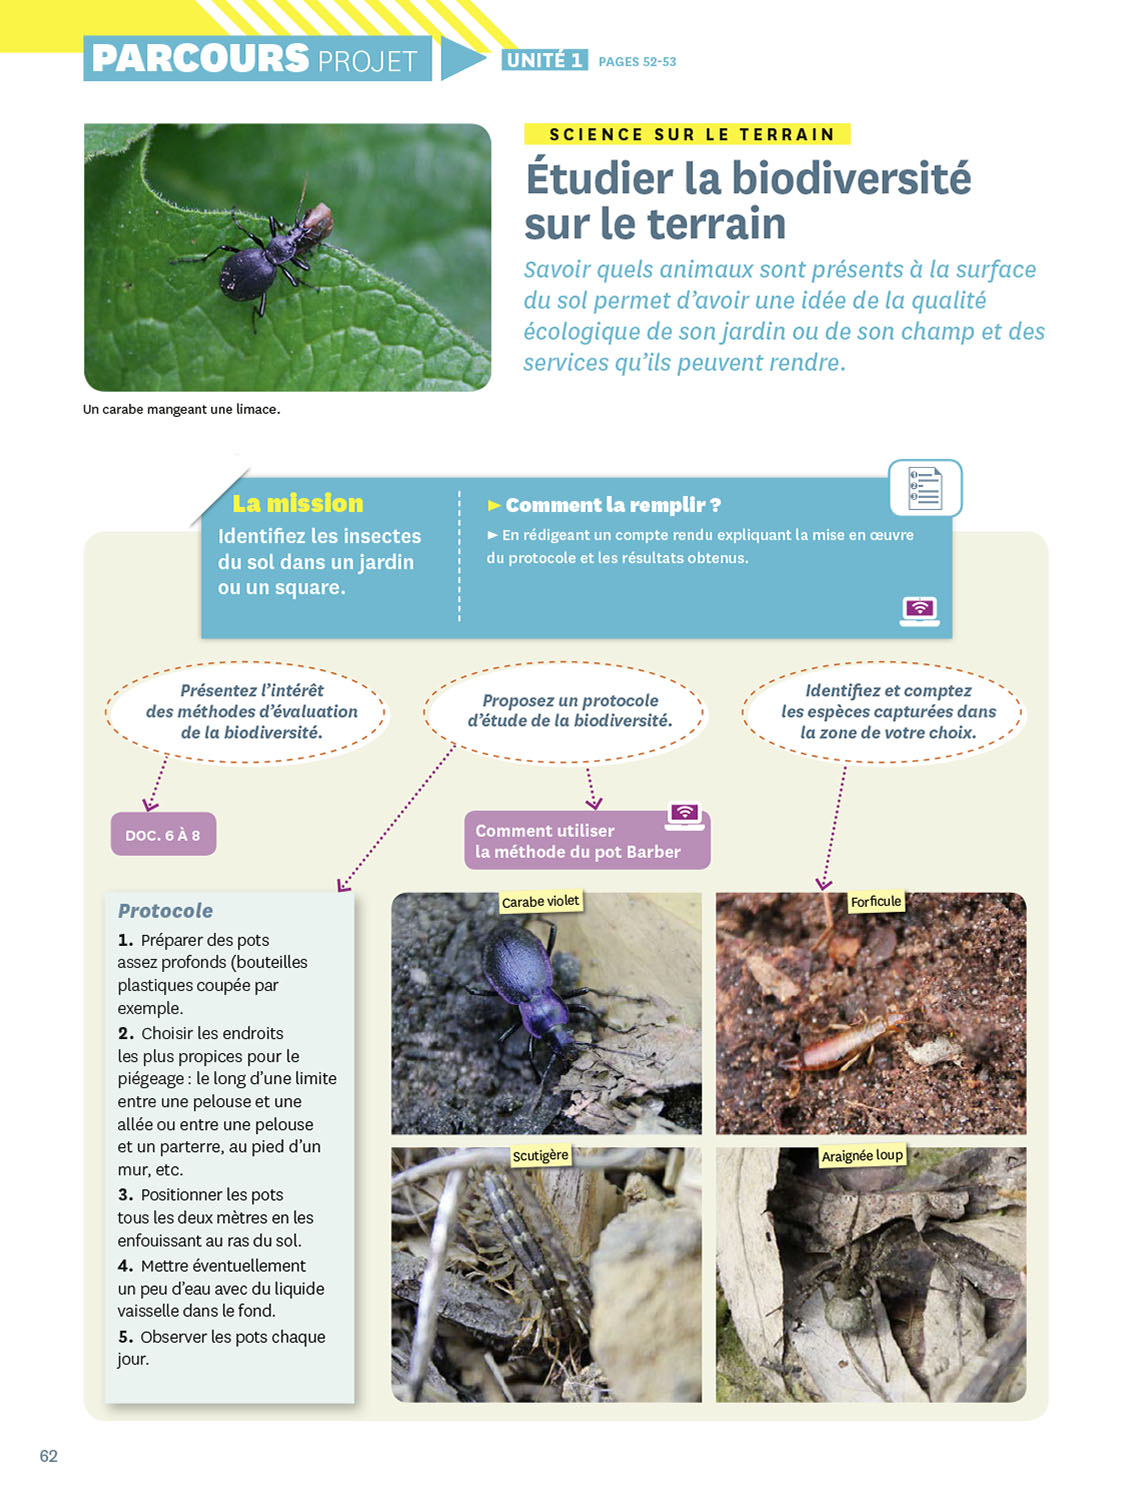 PARCOURS PROJET
UNITÉ 1 PAGES 52-53
SCIENCE SUR LE TERRAIN
Étudier la biodiversité
sur le terrain
Savoir quels animaux sont présents à la surface
du sol permet d’avoir une idée de la qualité
écologique de son jardin ou de son champ et des
services qu’ils peuvent rendre.
Un carabe mangeant une limace.
La mission
Identifiez les insectes
du sol dans un jardin
ou un square.
► Comment la remplir ?
► En rédigeant un compte rendu expliquant la mise en œuvre
du protocole et les résultats obtenus.
Présentez l’intérêt
des méthodes d’évaluation
de la biodiversité.
Proposez un protocole
d’étude de la biodiversité.
Identifiez et comptez
les espèces capturées dans
la zone de votre choix.
DOC. 6 À 8
Comment utiliser
la méthode du pot Barber
Protocole
1. Préparer des pots
assez profonds (bouteilles
plastiques coupée par
exemple.
2. Choisir les endroits
les plus propices pour le
piégeage : le long d’une limite
entre une pelouse et une
allée ou entre une pelouse
et un parterre, au pied d’un
mur, etc.
3. Positionner les pots
tous les deux mètres en les
enfouissant au ras du sol.
4. Mettre éventuellement
un peu d’eau avec du liquide
vaisselle dans le fond.
5. Observer les pots chaque
jour.
Carabe violet
Forficule
Scutigère
Araignée loup
62